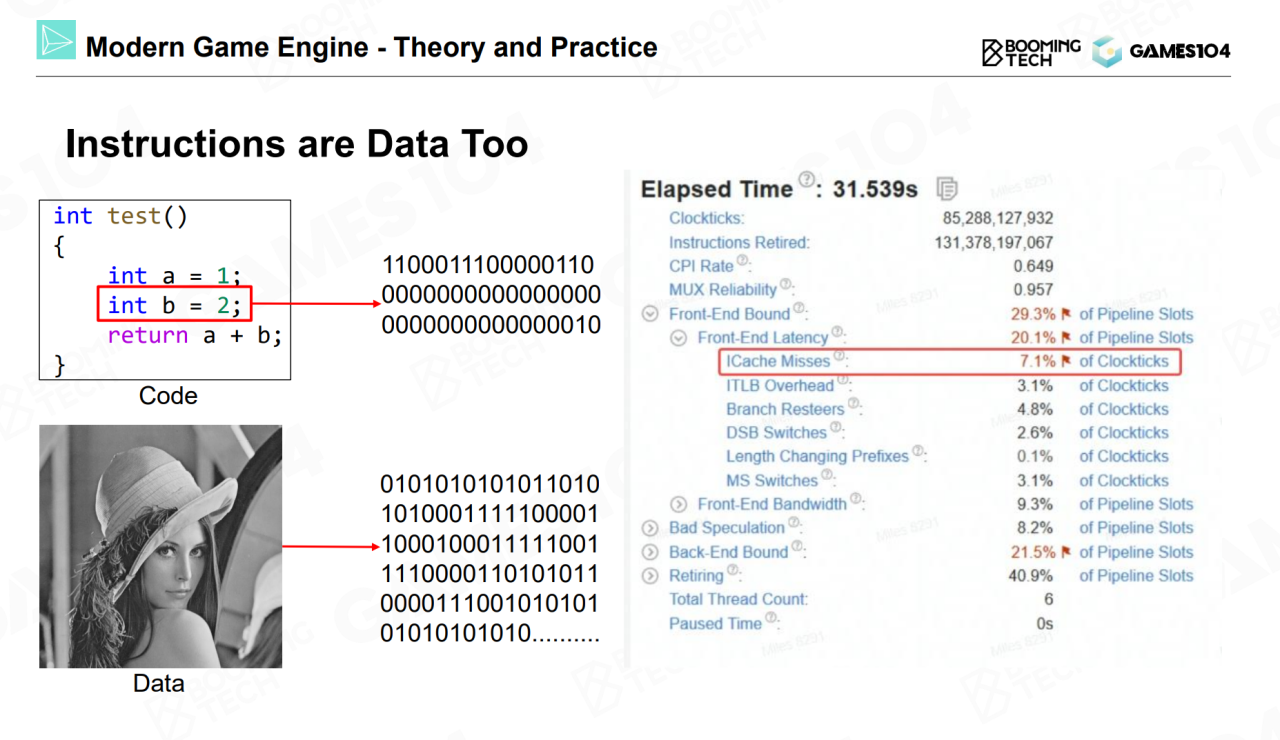 Modern Game Engine - Theory and Practice
BOOMING TECH
GAMES104
Instructions are Data Too
int test()
{
int a = 1;
int b = 2;
return a + b;
}
Code
1100011100000110
0000000000000000
0000000000000010
Data
0101010101011010
1010001111100001
1000100011111001
1110000110101011
0000111001010101
01010101010..........
Elapsed Time ?: 31.539s
Clockticks: 85,288,127,932
Instructions Retired: 131,378,197,067
CPI Rate ?: 0.649
MUX Reliability ?: 0.957
Front-End Bound ?: 29.3% of Pipeline Slots
Front-End Latency ?: 20.1% of Pipeline Slots
ICache Misses ?: 7.1% of Clockticks
ITLB Overhead ?: 3.1% of Clockticks
Branch Resteers ?: 4.8% of Clockticks
DSB Switches ?: 2.6% of Clockticks
Length Changing Prefixes ?: 0.1% of Clockticks
MS Switches ?: 3.1% of Clockticks
Front-End Bandwidth ?: 9.3% of Pipeline Slots
Bad Speculation ?: 8.2% of Pipeline Slots
Back-End Bound ?: 21.5% of Pipeline Slots
Retiring ?: 40.9% of Pipeline Slots
Total Thread Count: 6
Paused Time ?: 0s
Miles 8291